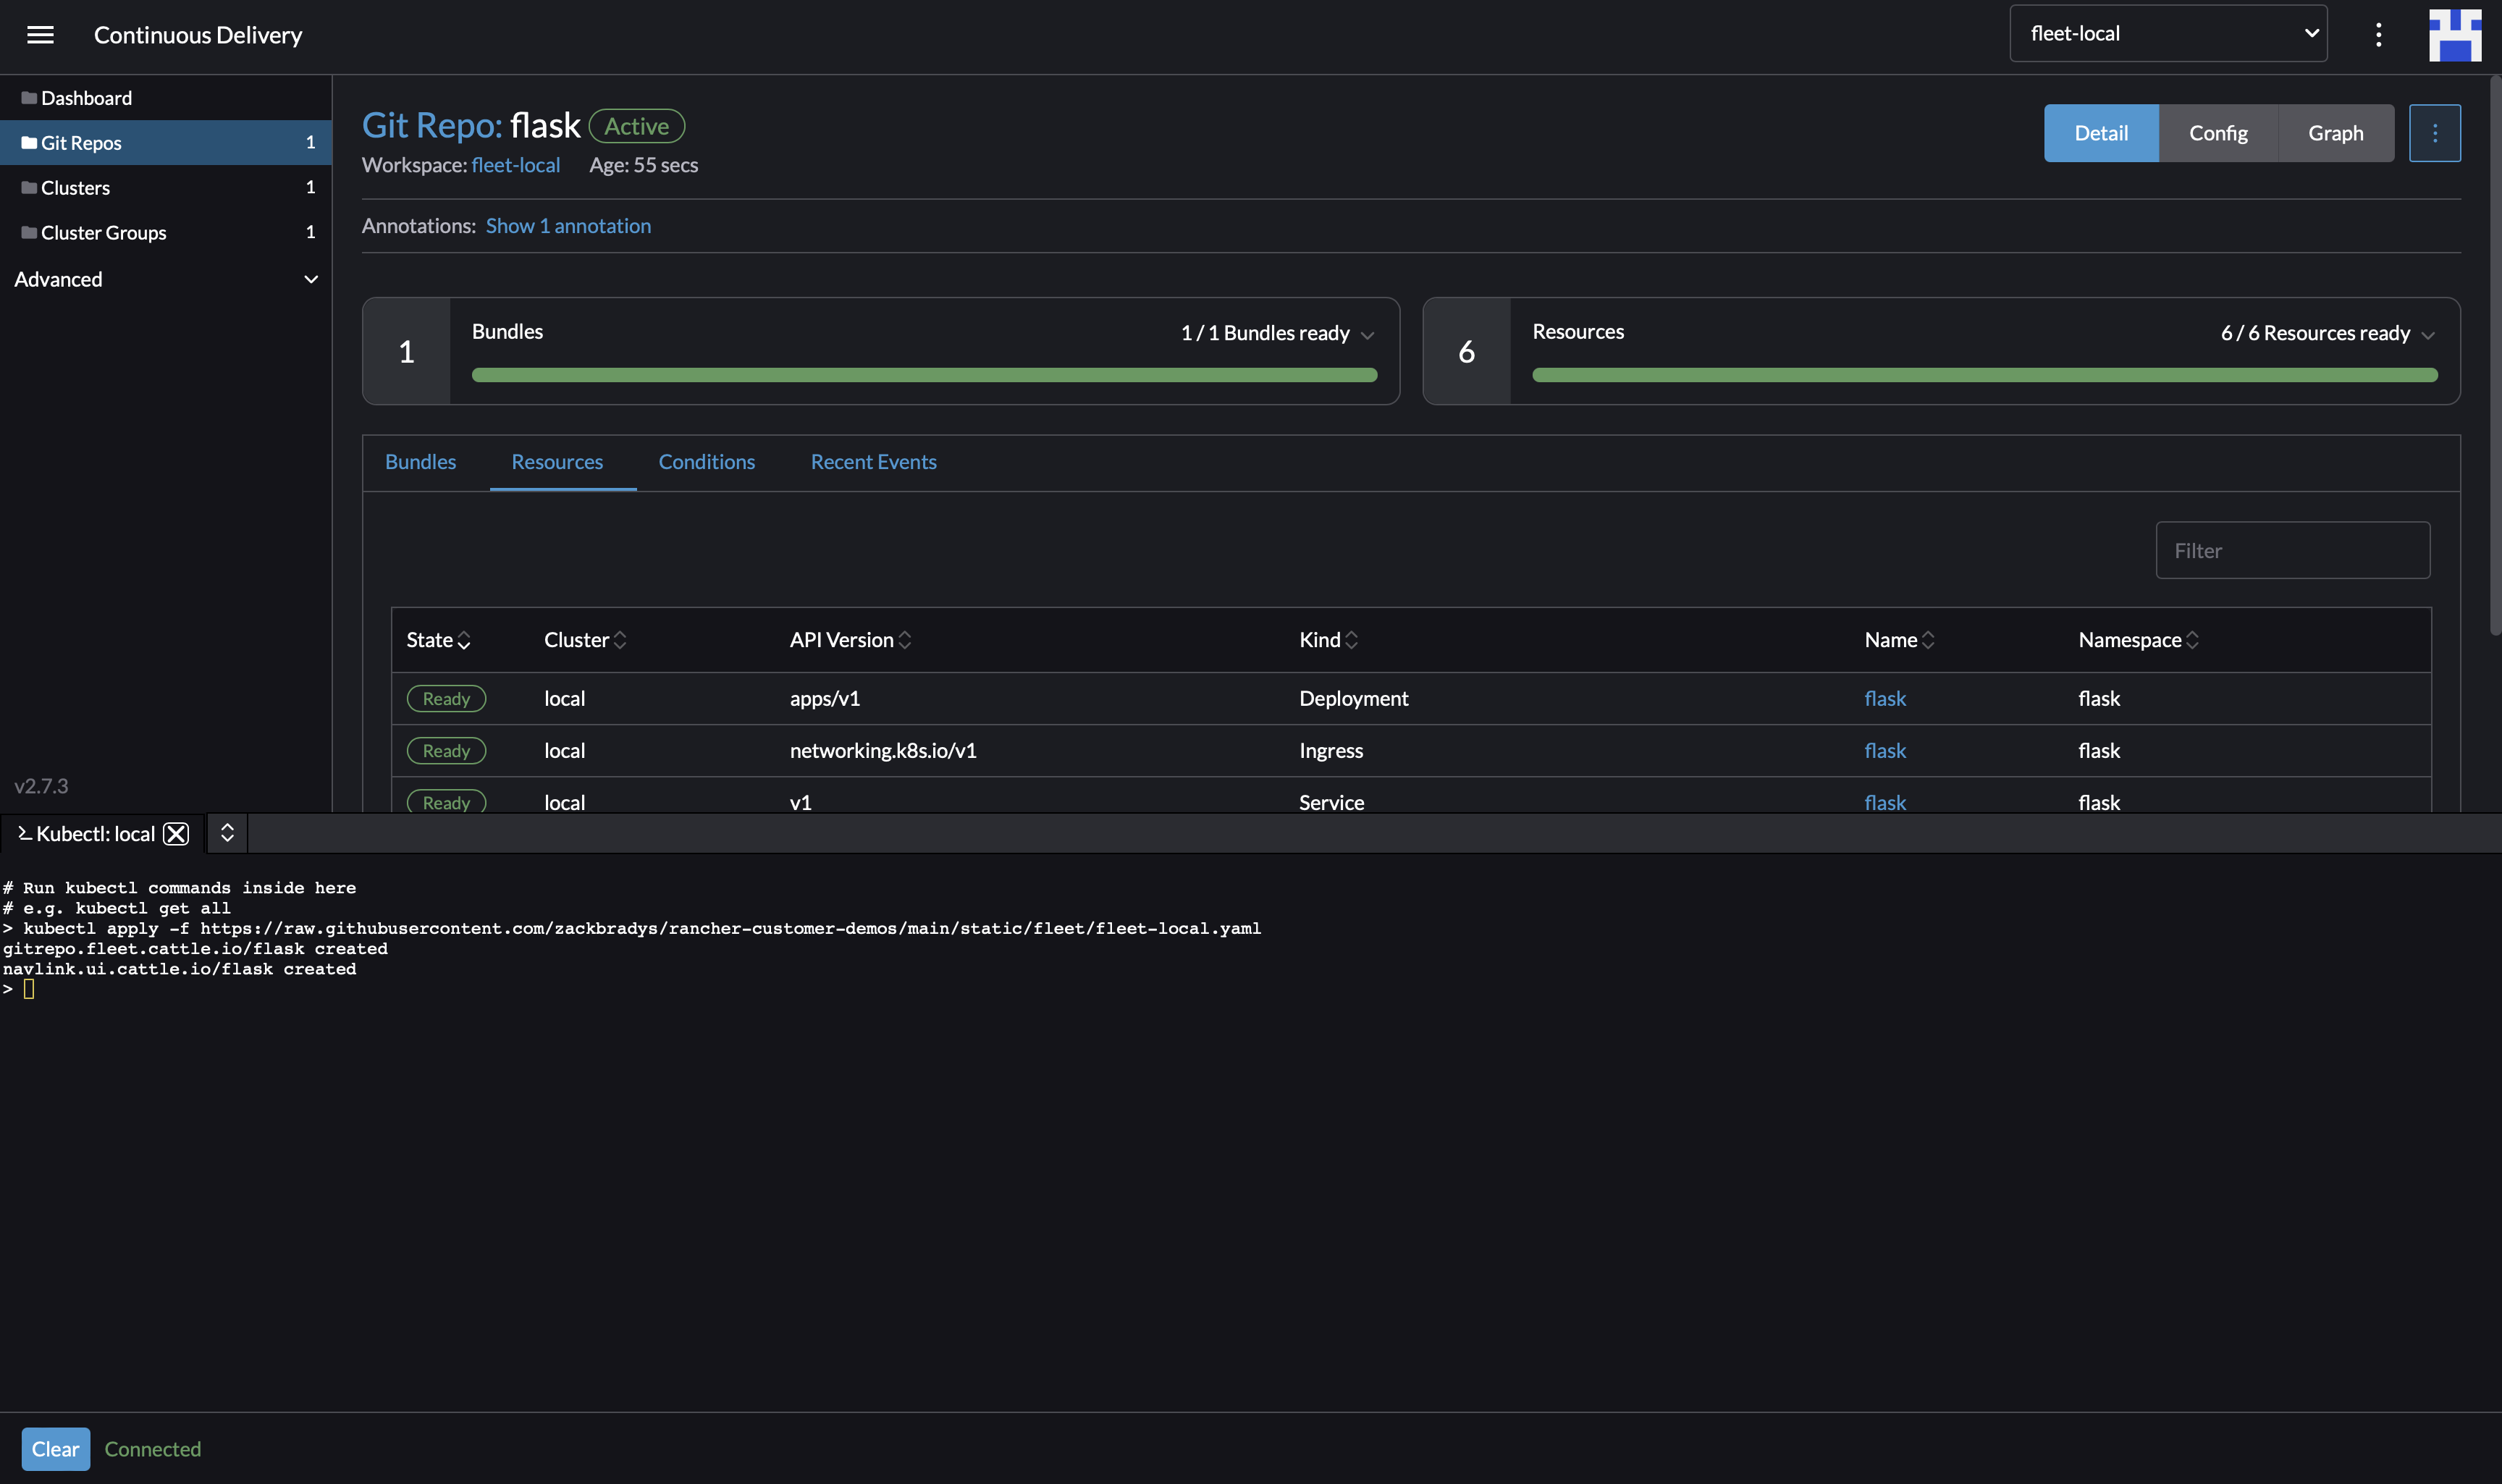 Continuous Delivery
fleet-local
Dashboard
Git Repos 1
Clusters 1
Cluster Groups 1
Advanced
v2.7.3
Git Repo: flask Active
Workspace: fleet-local Age: 55 secs
Detail Config Graph
Annotations: Show 1 annotation
1 Bundles 1 / 1 Bundles ready
6 Resources 6 / 6 Resources ready
Bundles Resources Conditions Recent Events
Filter
State Cluster API Version Kind Name Namespace
Ready local apps/v1 Deployment flask flask
Ready local networking.k8s.io/v1 Ingress flask flask
Ready local v1 Service flask flask
Kubectl: local
# Run kubectl commands inside here
# e.g. kubectl get all
> kubectl apply -f https://raw.githubusercontent.com/zackbradys/rancher-customer-demos/main/static/fleet/fleet-local.yaml
gitrepo.fleet.cattle.io/flask created
navlink.ui.cattle.io/flask created
>
Clear Connected